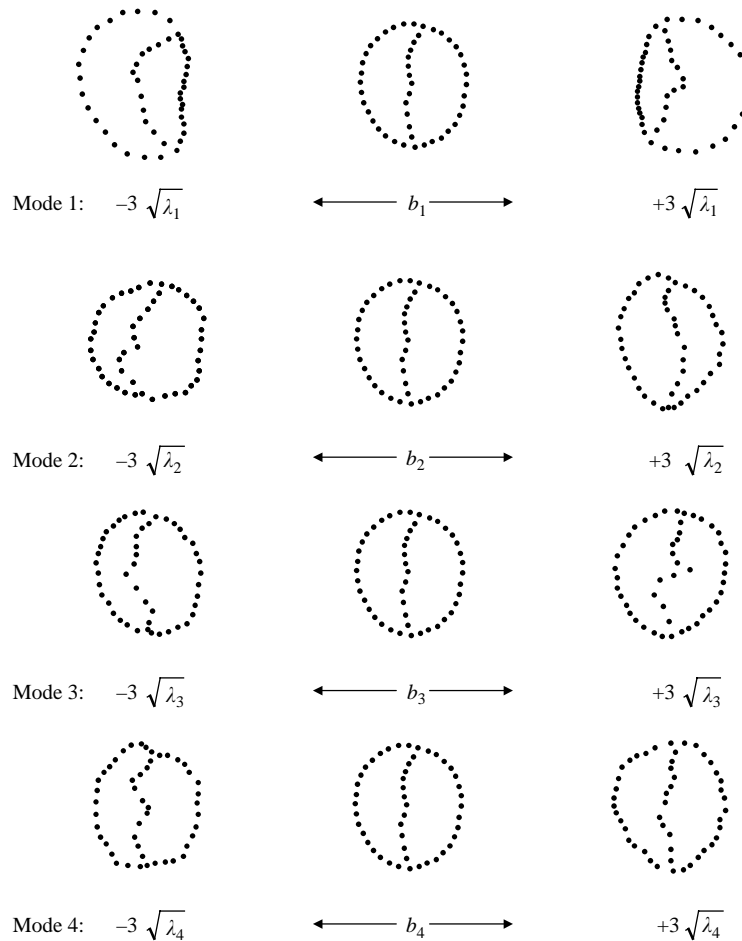 Mode 1: –3 √λ₁ b₁ +3 √λ₁
Mode 2: –3 √λ₂ b₂ +3 √λ₂
Mode 3: –3 √λ₃ b₃ +3 √λ₃
Mode 4: –3 √λ₄ b₄ +3 √λ₄